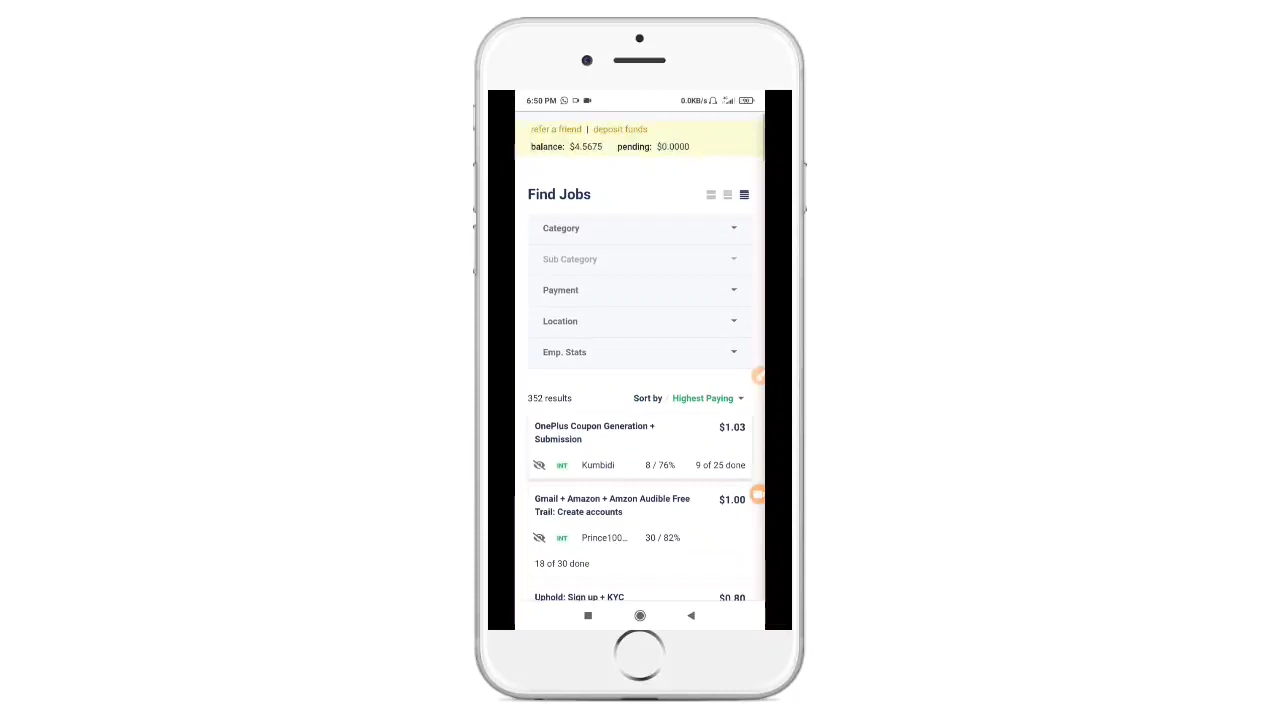 6:50 PM 0.0KB/s 90
refer a friend | deposit funds
balance: $4.5675 pending: $0.0000
Find Jobs
Category
Sub Category
Payment
Location
Emp. Stats
352 results Sort by Highest Paying
OnePlus Coupon Generation + $1.03
Submission
INT Kumbidi 8 / 76% 9 of 25 done
Gmail + Amazon + Amzon Audible Free $1.00
Trail: Create accounts
INT Prince100... 30 / 82%
18 of 30 done
Uphold: Sign up + KYC $0.80